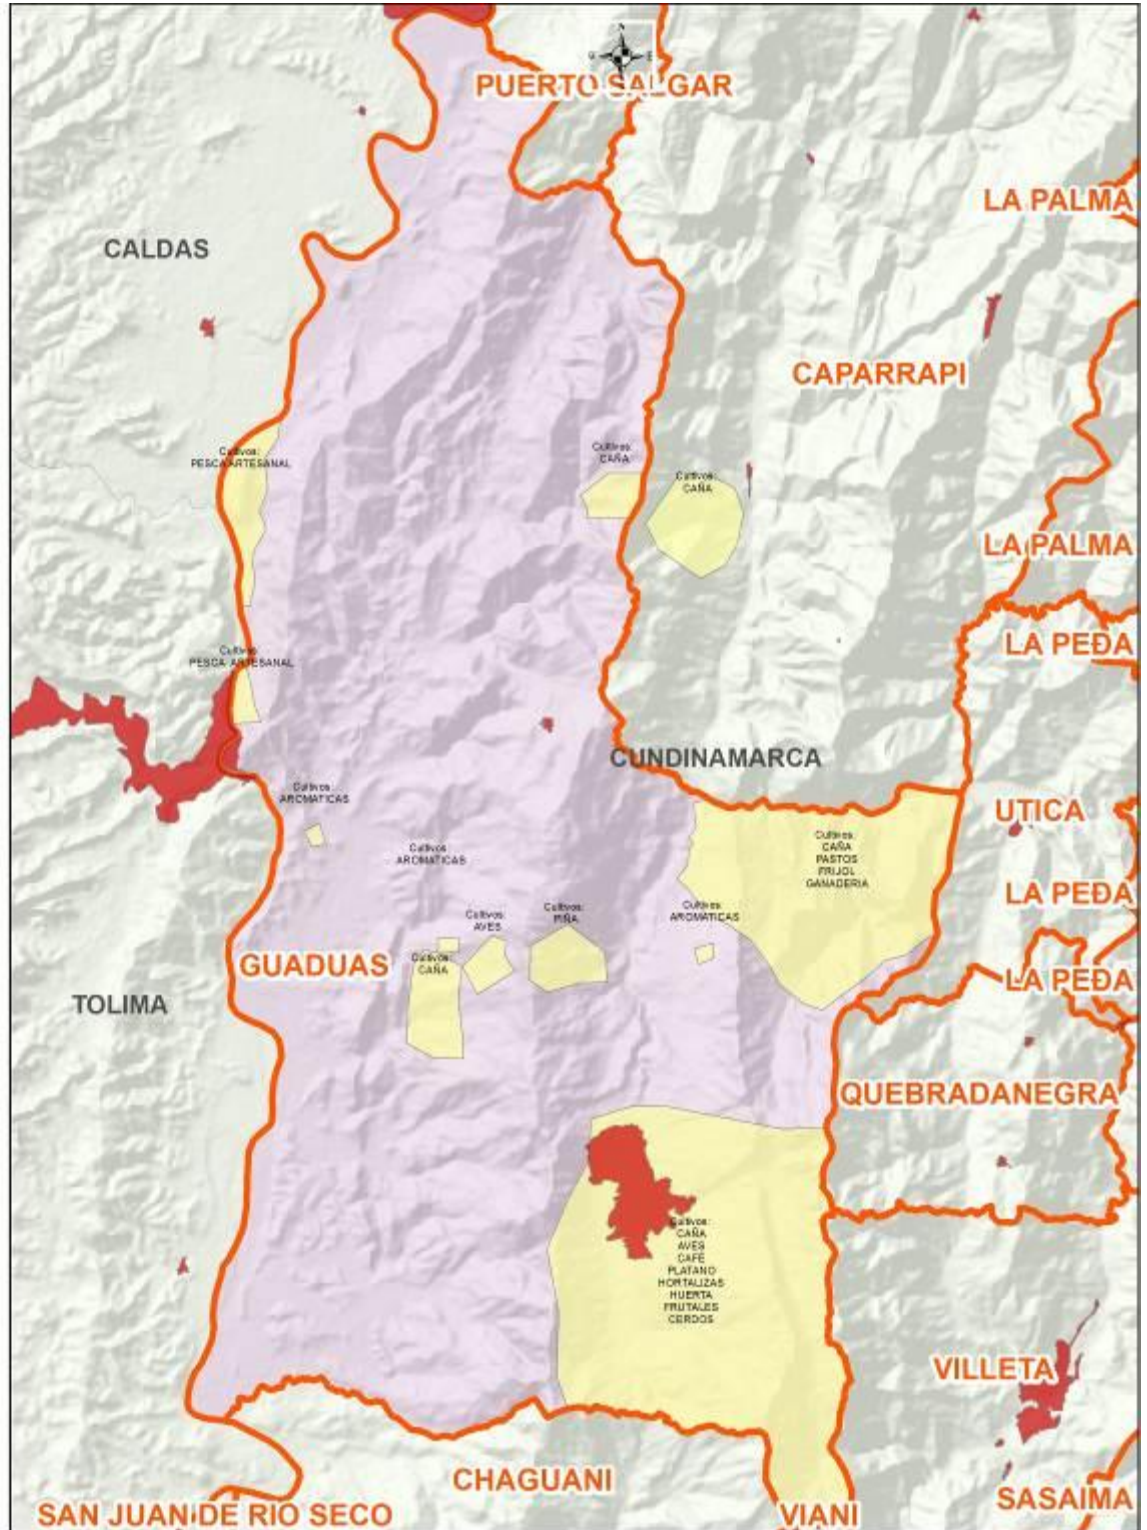 N
PUERTO SALGAR
LA PALMA
CALDAS
CAPARRAPI
Cultivos:
PESCA ARTESANAL
Cultivos:
CAÑA
Cultivos:
CAÑA
LA PALMA
LA PEÐA
Cultivos:
PESCA ARTESANAL
CUNDINAMARCA
Cultivos:
AROMATICAS
UTICA
Cultivos:
AROMATICAS
Cultivos:
CAÑA
PASTOS
FRIJOL
GANADERIA
LA PEÐA
Cultivos:
AVES
Cultivos:
PIÑA
Cultivos:
AROMATICAS
GUADUAS
Cultivos:
CAÑA
LA PEÐA
TOLIMA
QUEBRADANEGRA
Cultivos:
CAÑA
AVES
CAFÉ
PLATANO
HORTALIZAS
HUERTA
FRUTALES
CERDOS
VILLETA
CHAGUANI
SASAIMA
SAN JUAN DE RIO SECO
VIANI